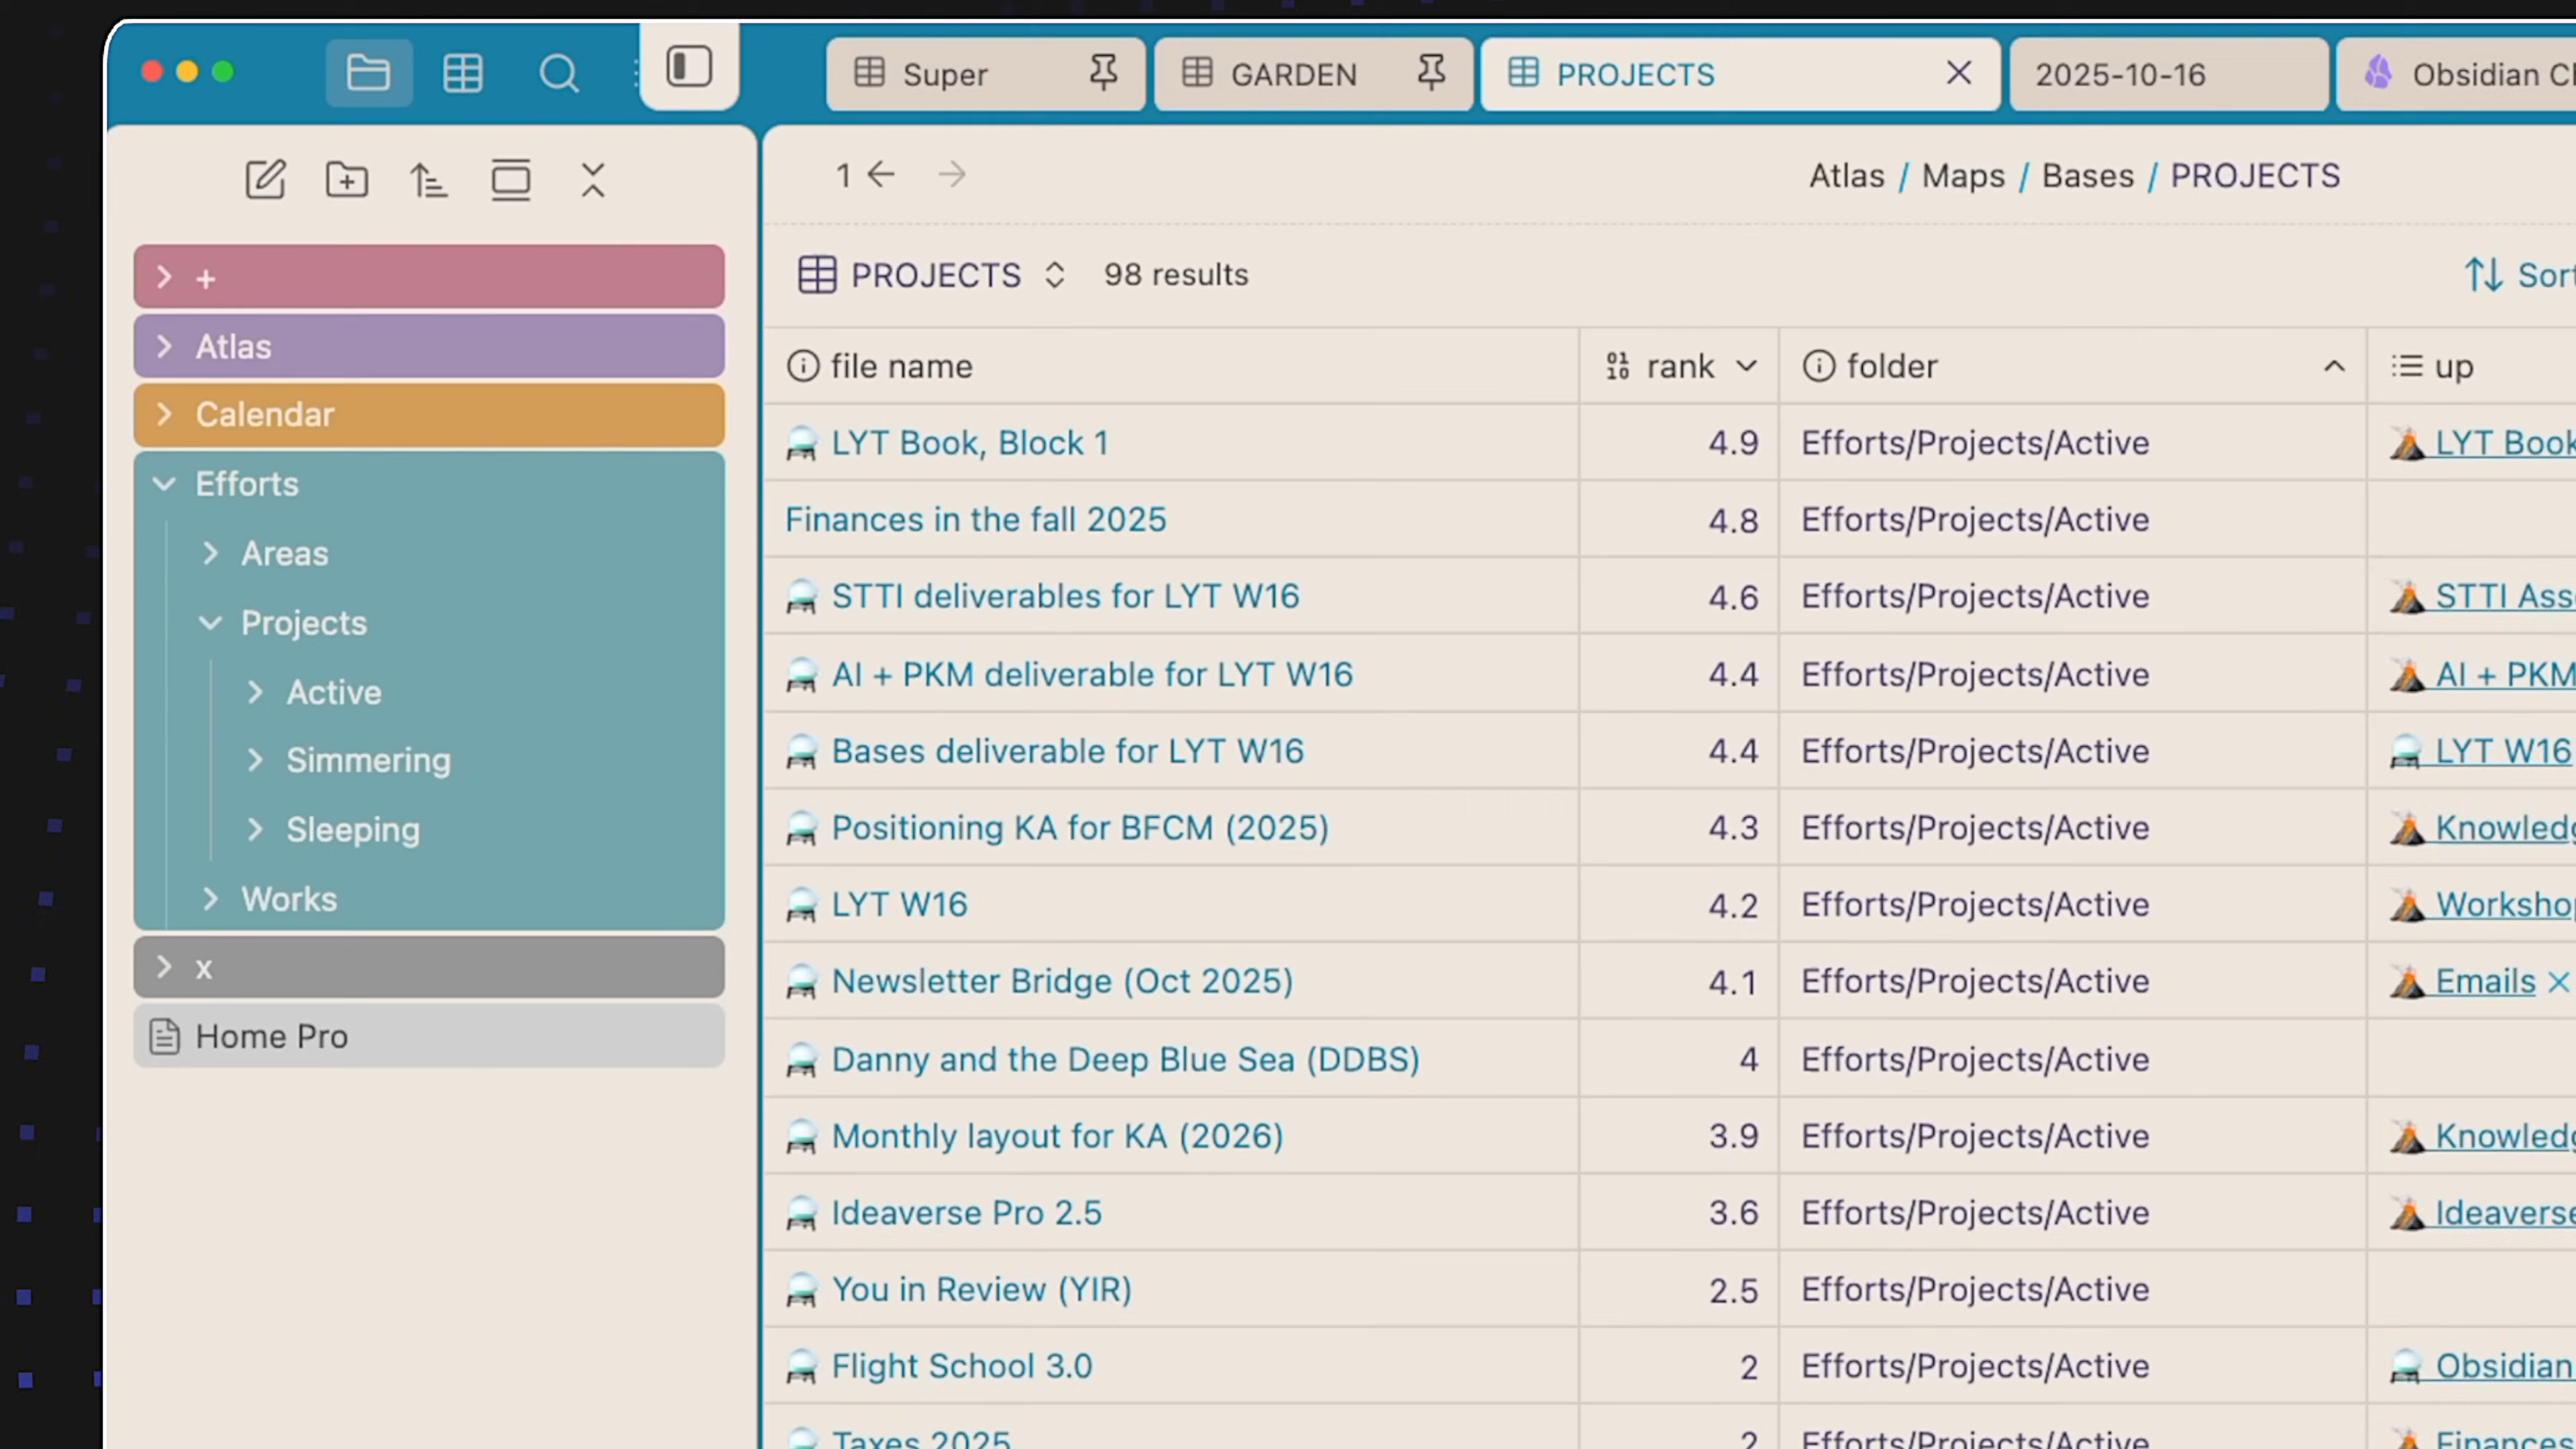 Super
GARDEN
PROJECTS
2025-10-16
Obsidian
1
Atlas / Maps / Bases / PROJECTS
+
Atlas
Calendar
Efforts
Areas
Projects
Active
Simmering
Sleeping
Works
x
Home Pro
PROJECTS 98 results
Sort
file name rank folder up
LYT Book, Block 1 4.9 Efforts/Projects/Active LYT Book
Finances in the fall 2025 4.8 Efforts/Projects/Active
STTI deliverables for LYT W16 4.6 Efforts/Projects/Active STTI
AI + PKM deliverable for LYT W16 4.4 Efforts/Projects/Active AI + PKM
Bases deliverable for LYT W16 4.4 Efforts/Projects/Active LYT W16
Positioning KA for BFCM (2025) 4.3 Efforts/Projects/Active
LYT W16 4.2 Efforts/Projects/Active
Newsletter Bridge (Oct 2025) 4.1 Efforts/Projects/Active Emails
Danny and the Deep Blue Sea (DDBS) 4 Efforts/Projects/Active
Monthly layout for KA (2026) 3.9 Efforts/Projects/Active
Ideaverse Pro 2.5 3.6 Efforts/Projects/Active Ideaverse
You in Review (YIR) 2.5 Efforts/Projects/Active
Flight School 3.0 2 Efforts/Projects/Active Obsidian
Taxes 2025 2 Efforts/Projects/Active Finances